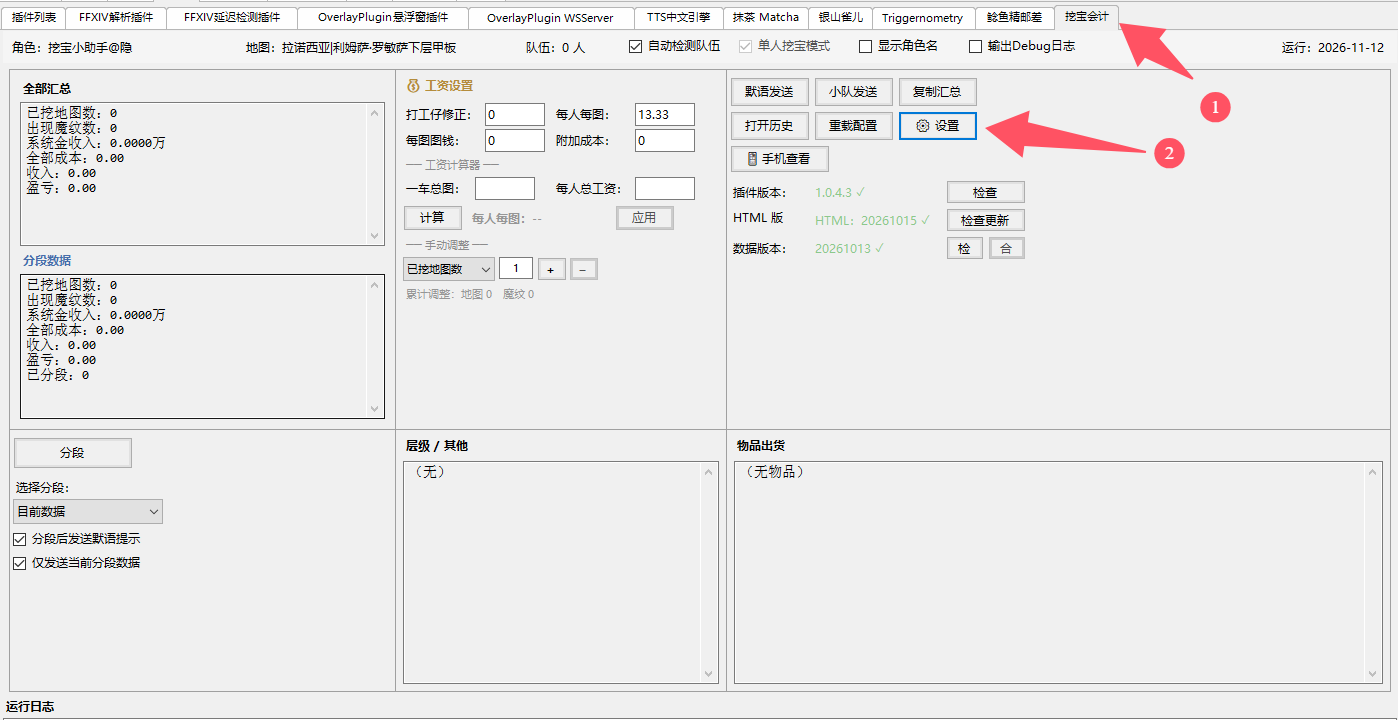 插件列表
FFXIV解析插件
FFXIV延迟检测插件
OverlayPlugin悬浮窗插件
OverlayPlugin WSServer
TTS中文引擎
抹茶 Matcha
银山雀儿
Triggernometry
鲶鱼精邮差
挖宝会计
角色：挖宝小助手@隐
地图：拉诺西亚|利姆萨·罗敏萨下层甲板
队伍：0 人
自动检测队伍
单人挖宝模式
显示角色名
输出Debug日志
运行：2026-11-12
1
全部汇总
已挖地图数：0
出现魔纹数：0
系统金收入：0.0000万
全部成本：0.00
收入：0.00
盈亏：0.00
分段数据
已挖地图数：0
出现魔纹数：0
系统金收入：0.0000万
全部成本：0.00
收入：0.00
盈亏：0.00
已分段：0
工资设置
打工仔修正： 0
每人每图： 13.33
每图图钱： 0
附加成本： 0
── 工资计算器 ──
一车总图：
每人总工资：
计算
每人每图：--
应用
── 手动调整 ──
已挖地图数
1
+
−
累计调整：地图 0 魔纹 0
默语发送
小队发送
复制汇总
打开历史
重载配置
设置
2
手机查看
插件版本： 1.0.4.3 ✓
检查
HTML 版 HTML：20261015 ✓
检查更新
数据版本： 20261013 ✓
检
合
分段
选择分段:
目前数据
分段后发送默语提示
仅发送当前分段数据
层级 / 其他
（无）
物品出货
（无物品）
运行日志